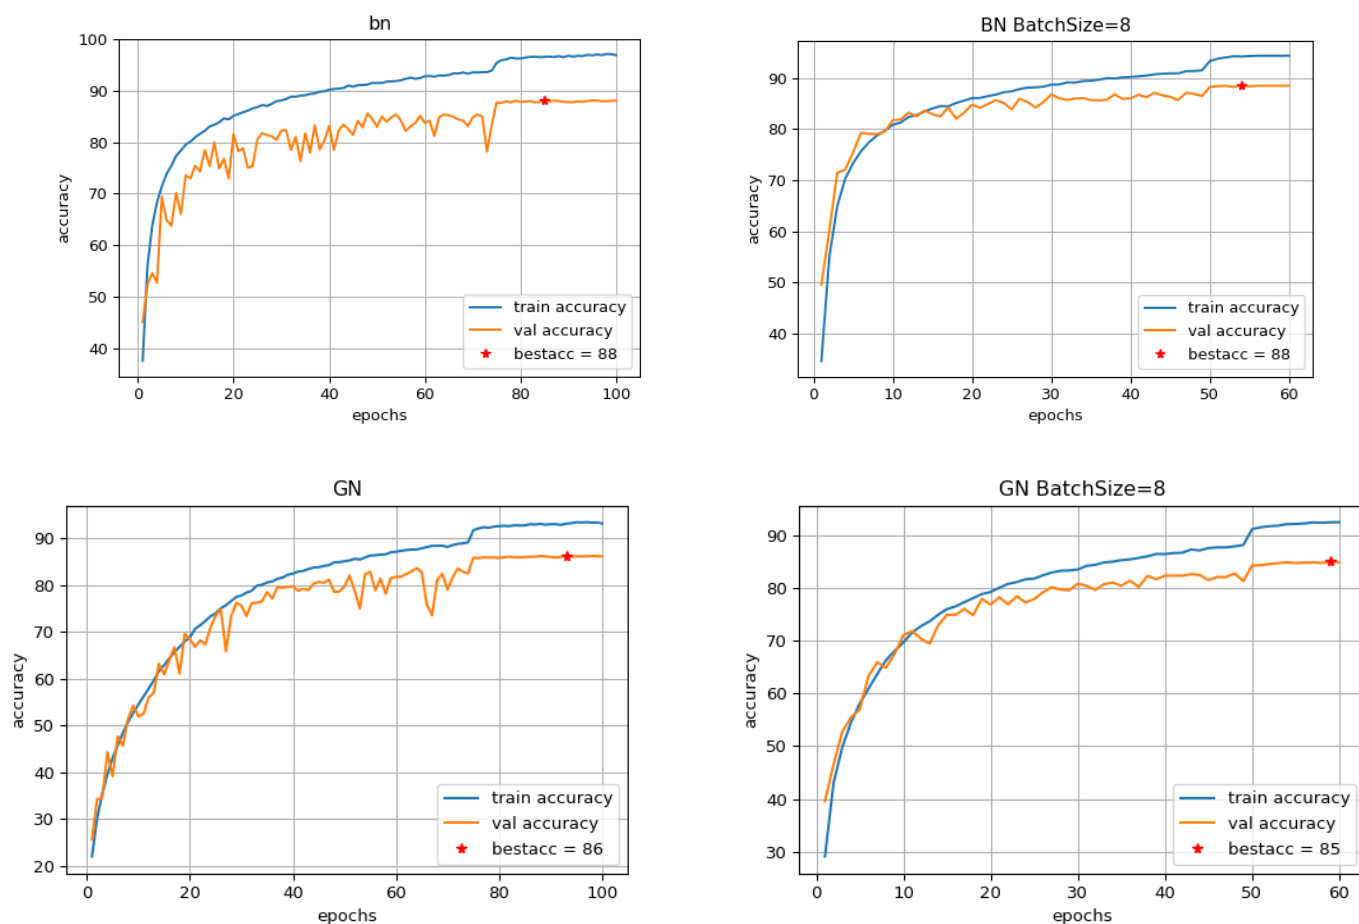 bn
100
90
80
70
60
50
40
accuracy
0 20 40 60 80 100
epochs
train accuracy
val accuracy
bestacc = 88
BN BatchSize=8
90
80
70
60
50
40
accuracy
0 10 20 30 40 50 60
epochs
train accuracy
val accuracy
bestacc = 88
GN
90
80
70
60
50
40
30
20
accuracy
0 20 40 60 80 100
epochs
train accuracy
val accuracy
bestacc = 86
GN BatchSize=8
90
80
70
60
50
40
30
accuracy
0 10 20 30 40 50 60
epochs
train accuracy
val accuracy
bestacc = 85